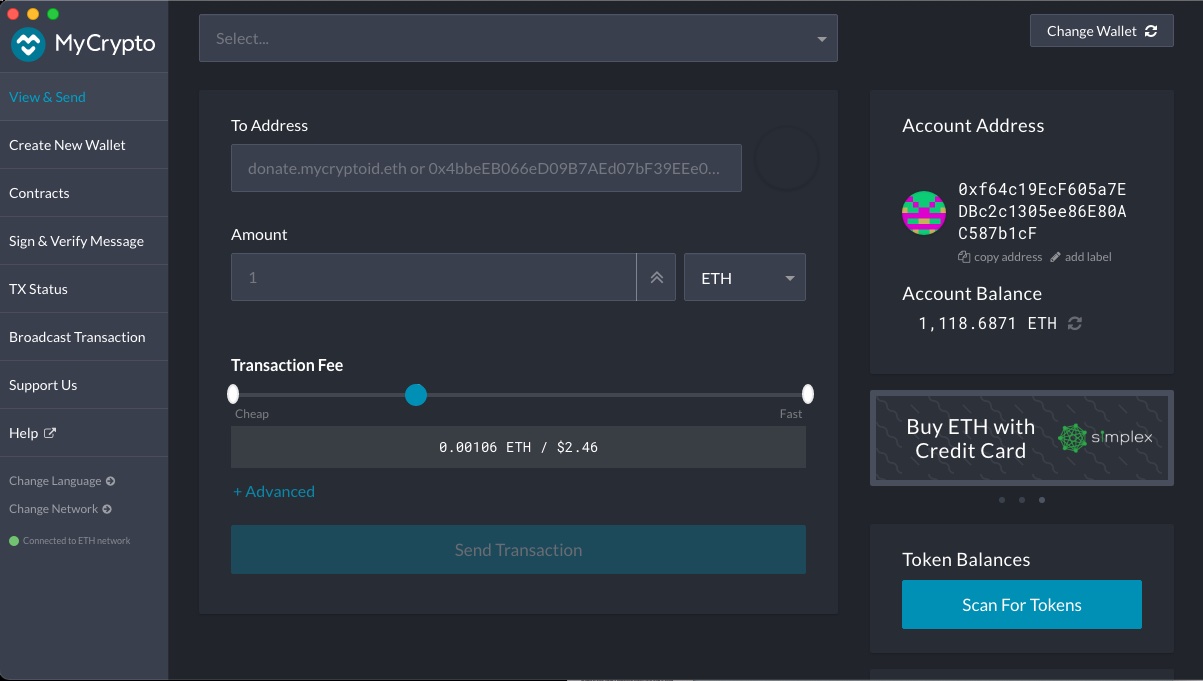 MyCrypto
View & Send
Create New Wallet
Contracts
Sign & Verify Message
TX Status
Broadcast Transaction
Support Us
Help
Change Language
Change Network
Connected to ETH network
Select...
Change Wallet
To Address
donate.mycryptoid.eth or 0x4bbeEB066eD09B7AEd07bF39EEe0...
Amount
1
ETH
Transaction Fee
Cheap
Fast
0.00106 ETH / $2.46
+ Advanced
Send Transaction
Account Address
0xf64c19EcF605a7E
DBc2c1305ee86E80A
C587b1cF
copy address
add label
Account Balance
1,118.6871 ETH
Buy ETH with
Credit Card
simplex
Token Balances
Scan For Tokens